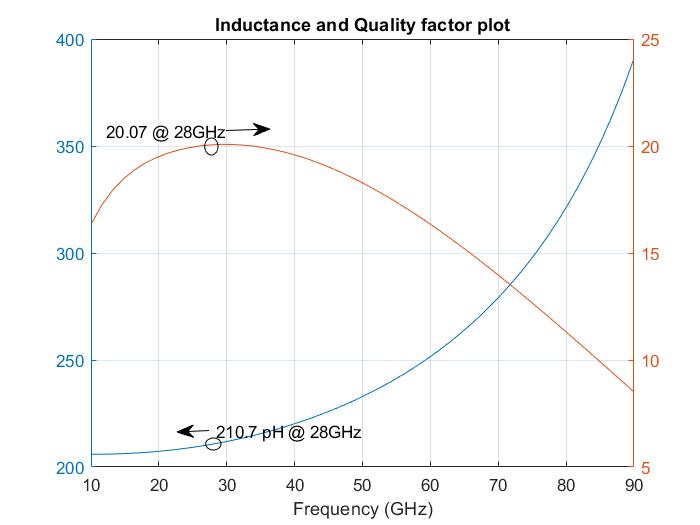 Inductance and Quality factor plot
400
350
300
250
200
25
20
15
10
5
20.07 @ 28GHz
210.7 pH @ 28GHz
10 20 30 40 50 60 70 80 90
Frequency (GHz)